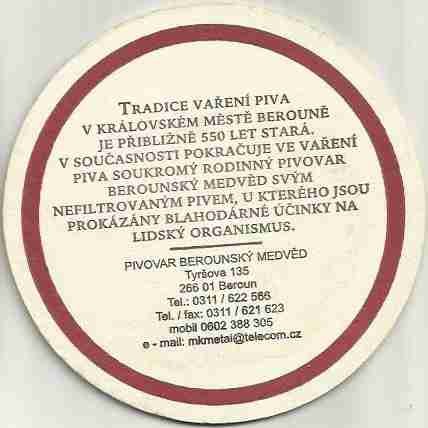 TRADICE VAŘENÍ PIVA
V KRÁLOVSKÉM MĚSTĚ BEROUNĚ
JE PŘIBLIŽNĚ 550 LET STARÁ.
V SOUČASNOSTI POKRAČUJE VE VAŘENÍ
PIVA SOUKROMÝ RODINNÝ PIVOVAR
BEROUNSKÝ MEDVĚD SVÝM
NEFILTROVANÝM PIVEM, U KTERÉHO JSOU
PROKÁZÁNY BLAHODÁRNÉ ÚČINKY NA
LIDSKÝ ORGANISMUS.
PIVOVAR BEROUNSKÝ MEDVĚD
Tyršova 135
266 01 Beroun
Tel.: 0311 / 622 566
Tel. / fax: 0311 / 621 623
mobil 0602 388 305
e - mail: mkmetal@telecom.cz